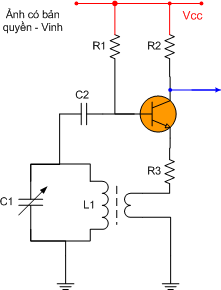 Ảnh có bản
quyền - Vinh
Vcc
R1
R2
C2
R3
C1
L1